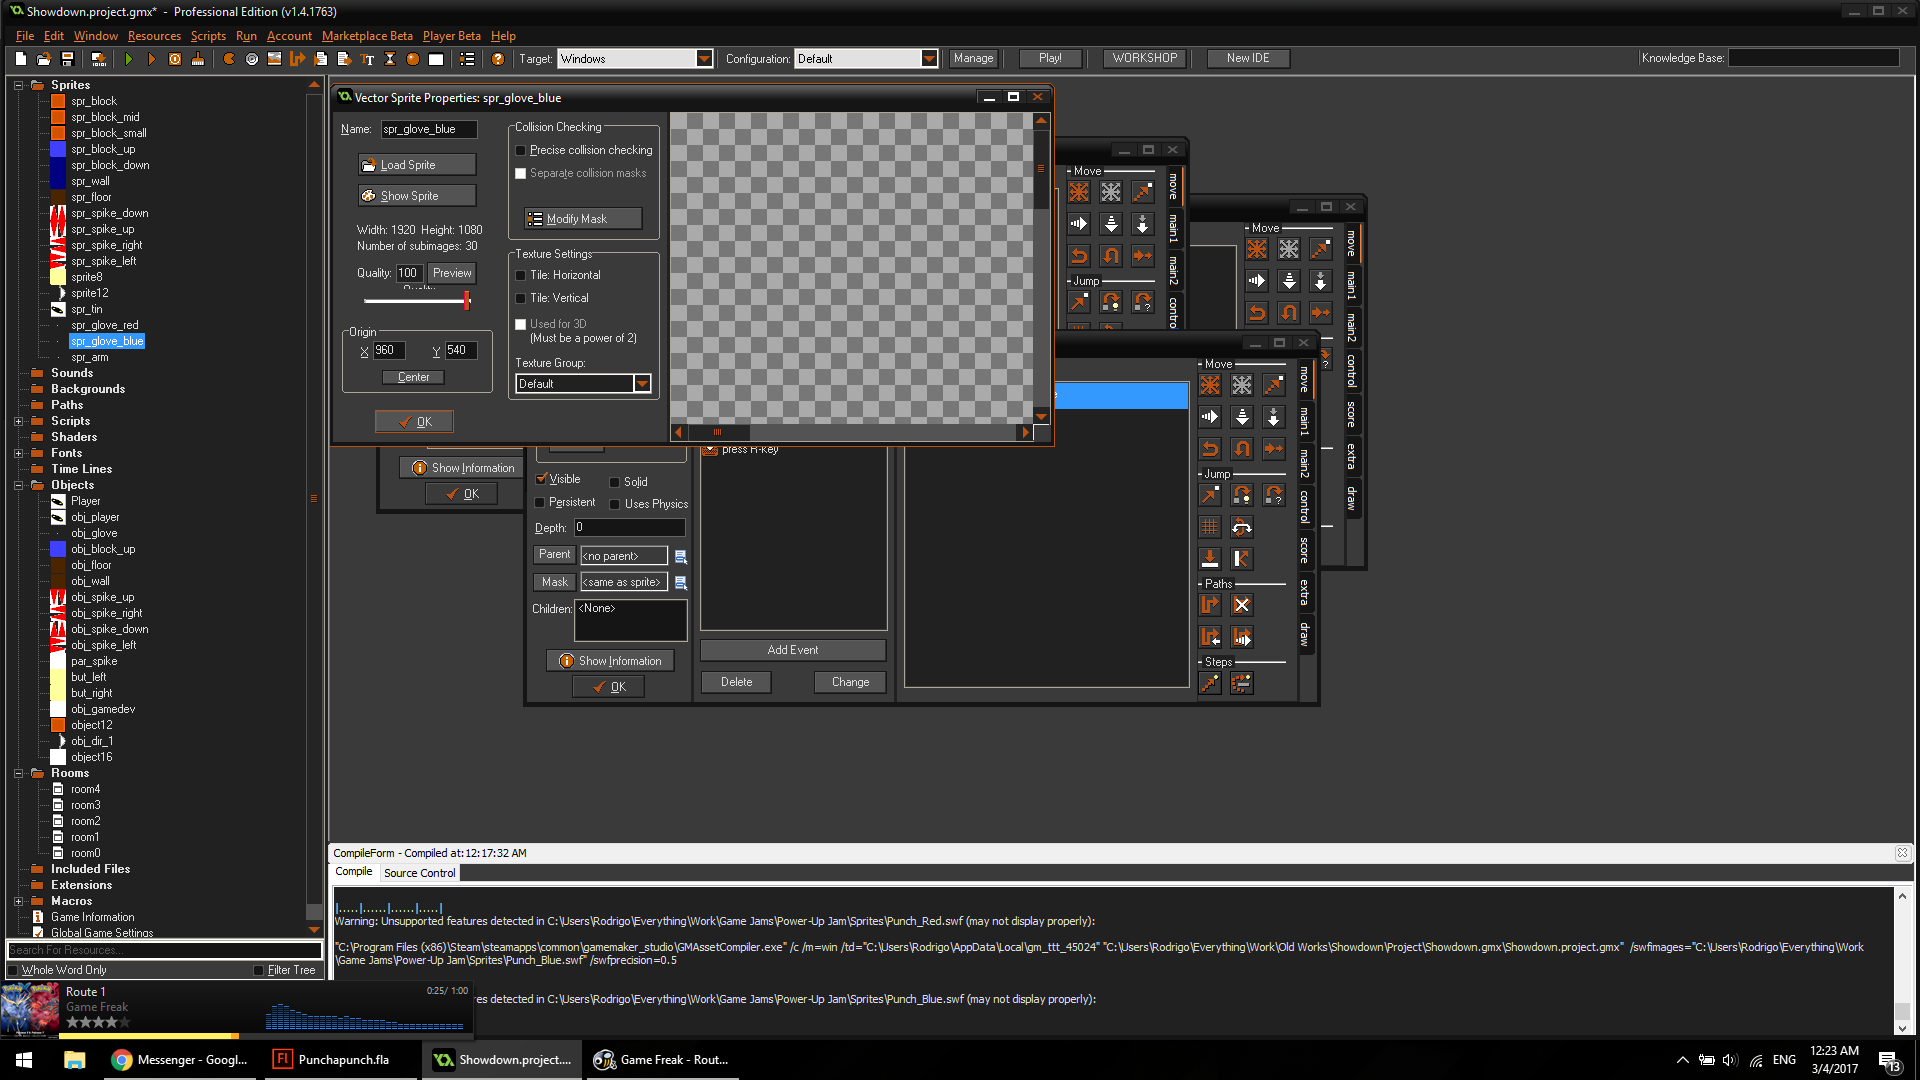 Showdown.project.gmx* - Professional Edition (v1.4.1763)
File Edit Window Resources Scripts Run Account Marketplace Beta Player Beta Help
Target: Windows Configuration: Default Manage Play! WORKSHOP New IDE Knowledge Base:
Sprites
spr_block
spr_block_mid
spr_block_small
spr_block_up
spr_block_down
spr_wall
spr_floor
spr_spike_down
spr_spike_up
spr_spike_right
spr_spike_left
sprite8
sprite12
spr_tin
spr_glove_red
spr_glove_blue
spr_arm
Sounds
Backgrounds
Paths
Scripts
Shaders
Fonts
Time Lines
Objects
Player
obj_player
obj_glove
obj_block_up
obj_floor
obj_wall
obj_spike_up
obj_spike_right
obj_spike_down
obj_spike_left
par_spike
but_left
but_right
obj_gamedev
object12
obj_dir_1
object16
Rooms
room4
room3
room2
room1
room0
Included Files
Extensions
Macros
Game Information
Global Game Settings
Search For Resources...
Whole Word Only Filter Tree
Vector Sprite Properties: spr_glove_blue
Name: spr_glove_blue
Load Sprite
Show Sprite
Width: 1920 Height: 1080
Number of subimages: 30
Quality: 100 Preview
Origin
X 960 Y 540
Center
OK
Collision Checking
Precise collision checking
Separate collision masks
Modify Mask
Texture Settings
Tile: Horizontal
Tile: Vertical
Used for 3D
(Must be a power of 2)
Texture Group:
Default
Show Information
OK
Visible Solid
Persistent Uses Physics
Depth: 0
Parent <no parent>
Mask <same as sprite>
Children: <None>
Show Information
OK
press R-key
Add Event
Delete Change
Move
Jump
move
main1
main2
control
Move
move
main1
main2
control
score
extra
draw
Move
Jump
Paths
Steps
move
main1
main2
control
score
extra
draw
CompileForm - Compiled at:12:17:32 AM
Compile Source Control
|.....|......|......|.....|
Warning: Unsupported features detected in C:\Users\Rodrigo\Everything\Work\Game Jams\Power-Up Jam\Sprites\Punch_Red.swf (may not display properly):
"C:\Program Files (x86)\Steam\steamapps\common\gamemaker_studio\GMAssetCompiler.exe" /c /m=win /td="C:\Users\Rodrigo\AppData\Local\gm_ttt_45024" "C:\Users\Rodrigo\Everything\Work\Old Works\Showdown\Project\Showdown.gmx\Showdown.project.gmx" /swfimages="C:\Users\Rodrigo\Everything\Work
\Game Jams\Power-Up Jam\Sprites\Punch_Blue.swf" /swfprecision=0.5
res detected in C:\Users\Rodrigo\Everything\Work\Game Jams\Power-Up Jam\Sprites\Punch_Blue.swf (may not display properly):
Route 1 0:25/ 1:00
Game Freak
Messenger - Googl... Punchapunch.fla Showdown.project.... Game Freak - Rout...
ENG
12:23 AM
3/4/2017
13